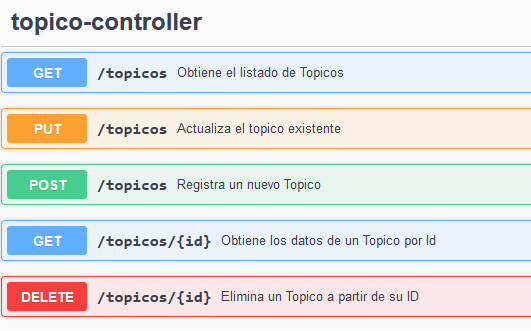 topico-controller
GET /topicos Obtiene el listado de Topicos
PUT /topicos Actualiza el topico existente
POST /topicos Registra un nuevo Topico
GET /topicos/{id} Obtiene los datos de un Topico por Id
DELETE /topicos/{id} Elimina un Topico a partir de su ID